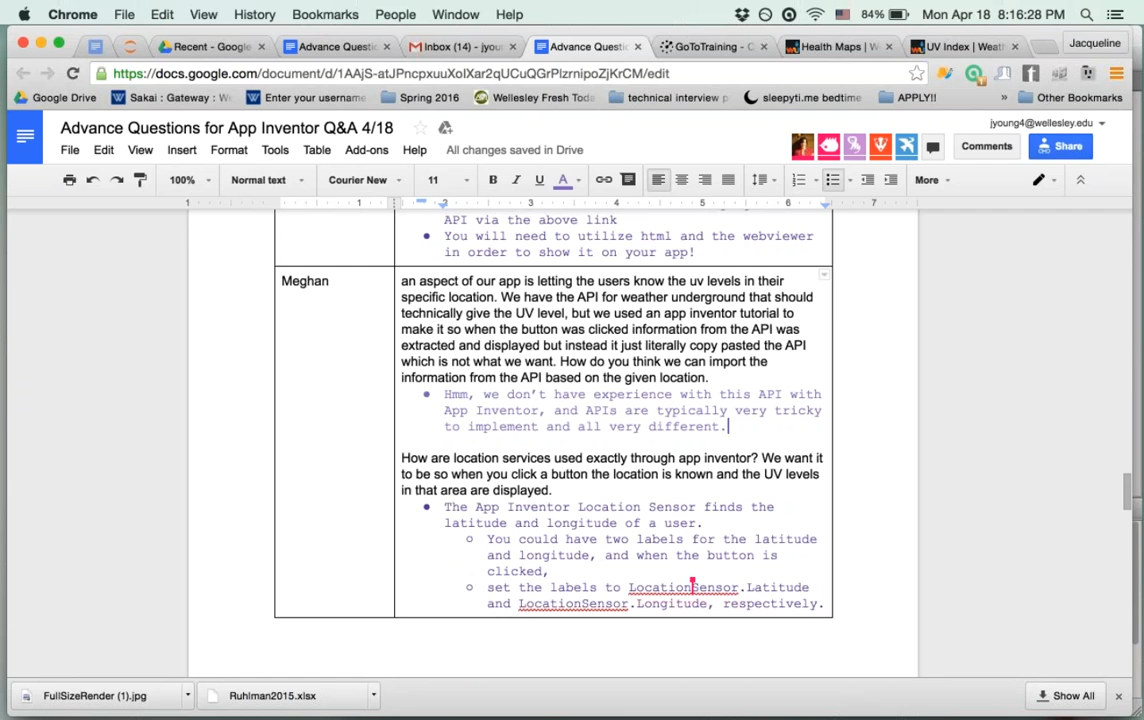 Chrome File Edit View History Bookmarks People Window Help 84% Mon Apr 18 8:16:28 PM
Recent - Google Advance Questio Inbox (14) - jyour Advance Questio GoToTraining - C Health Maps | W UV Index | Weath Jacqueline
https://docs.google.com/document/d/1AAjS-atJPncpxuuXoIXar2qUCuQGrPlzrnipoZjKrCM/edit
Google Drive Sakai : Gateway : We Enter your username Spring 2016 Wellesley Fresh Toda technical interview p sleepyti.me bedtime APPLY!! » Other Bookmarks
Advance Questions for App Inventor Q&A 4/18
jyoung4@wellesley.edu
File Edit View Insert Format Tools Table Add-ons Help All changes saved in Drive
Comments Share
100% Normal text Courier New 11 B I U A More
1 1 2 3 4 5 6 7
API via the above link
● You will need to utilize html and the webviewer
in order to show it on your app!
Meghan
an aspect of our app is letting the users know the uv levels in their
specific location. We have the API for weather underground that should
technically give the UV level, but we used an app inventor tutorial to
make it so when the button was clicked information from the API was
extracted and displayed but instead it just literally copy pasted the API
which is not what we want. How do you think we can import the
information from the API based on the given location.
● Hmm, we don't have experience with this API with
App Inventor, and APIs are typically very tricky
to implement and all very different.
How are location services used exactly through app inventor? We want it
to be so when you click a button the location is known and the UV levels
in that area are displayed.
● The App Inventor Location Sensor finds the
latitude and longitude of a user.
○ You could have two labels for the latitude
and longitude, and when the button is
clicked,
○ set the labels to LocationSensor.Latitude
and LocationSensor.Longitude, respectively.
FullSizeRender (1).jpg Ruhlman2015.xlsx Show All